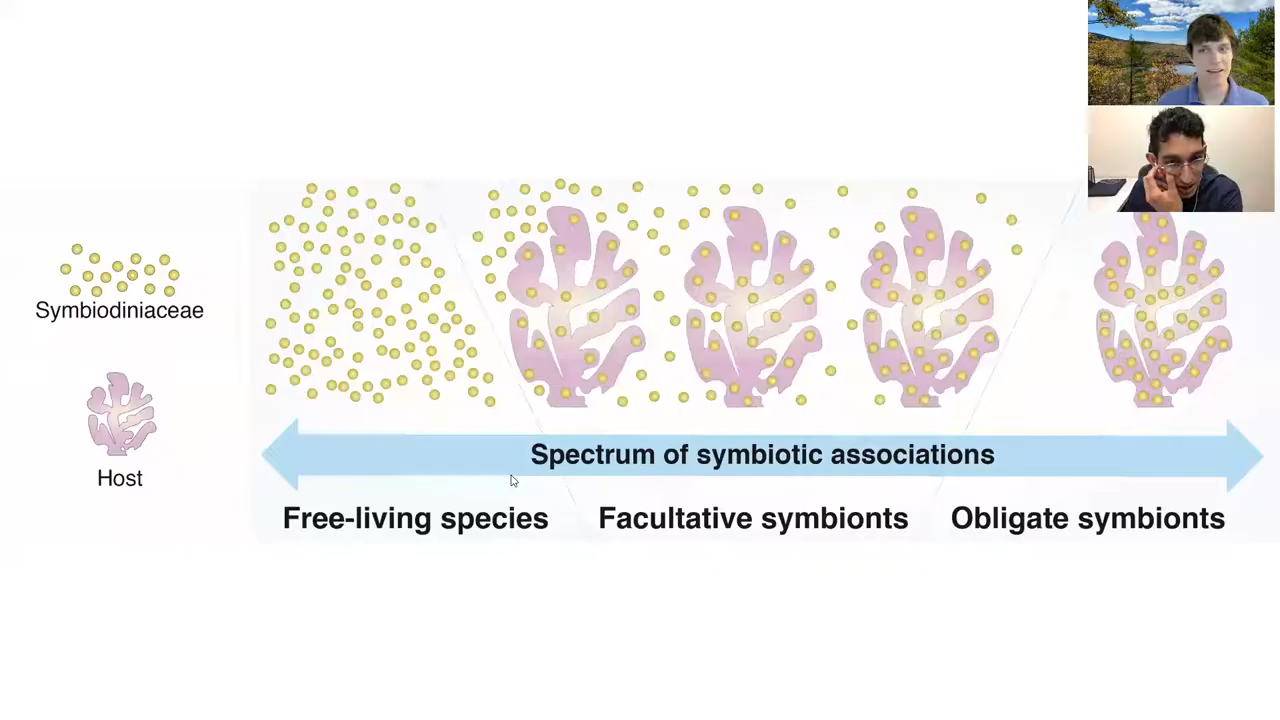 Symbiodiniaceae
Host
Spectrum of symbiotic associations
Free-living species
Facultative symbionts
Obligate symbionts